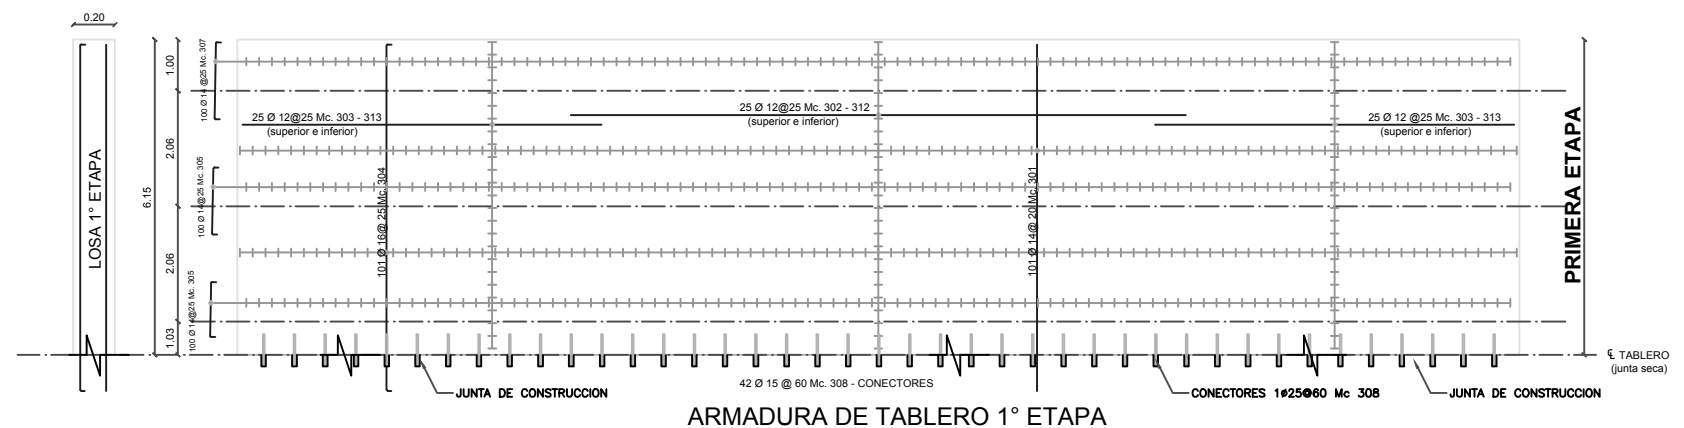 0.20
LOSA 1° ETAPA
6.15
1.00
2.06
2.06
1.03
100 Ø 14 @25 Mc. 307
100 Ø 14@25 Mc. 305
100 Ø 14@25 Mc. 305
25 Ø 12@25 Mc. 303 - 313
(superior e inferior)
101 Ø 16@ 25 Mc. 304
25 Ø 12@25 Mc. 302 - 312
(superior e inferior)
101 Ø 14@ 20 Mc. 301
25 Ø 12 @25 Mc. 303 - 313
(superior e inferior)
PRIMERA ETAPA
℄ TABLERO
(junta seca)
JUNTA DE CONSTRUCCION
42 Ø 15 @ 60 Mc. 308 - CONECTORES
CONECTORES 1ø25@60 Mc 308
JUNTA DE CONSTRUCCION
ARMADURA DE TABLERO 1° ETAPA